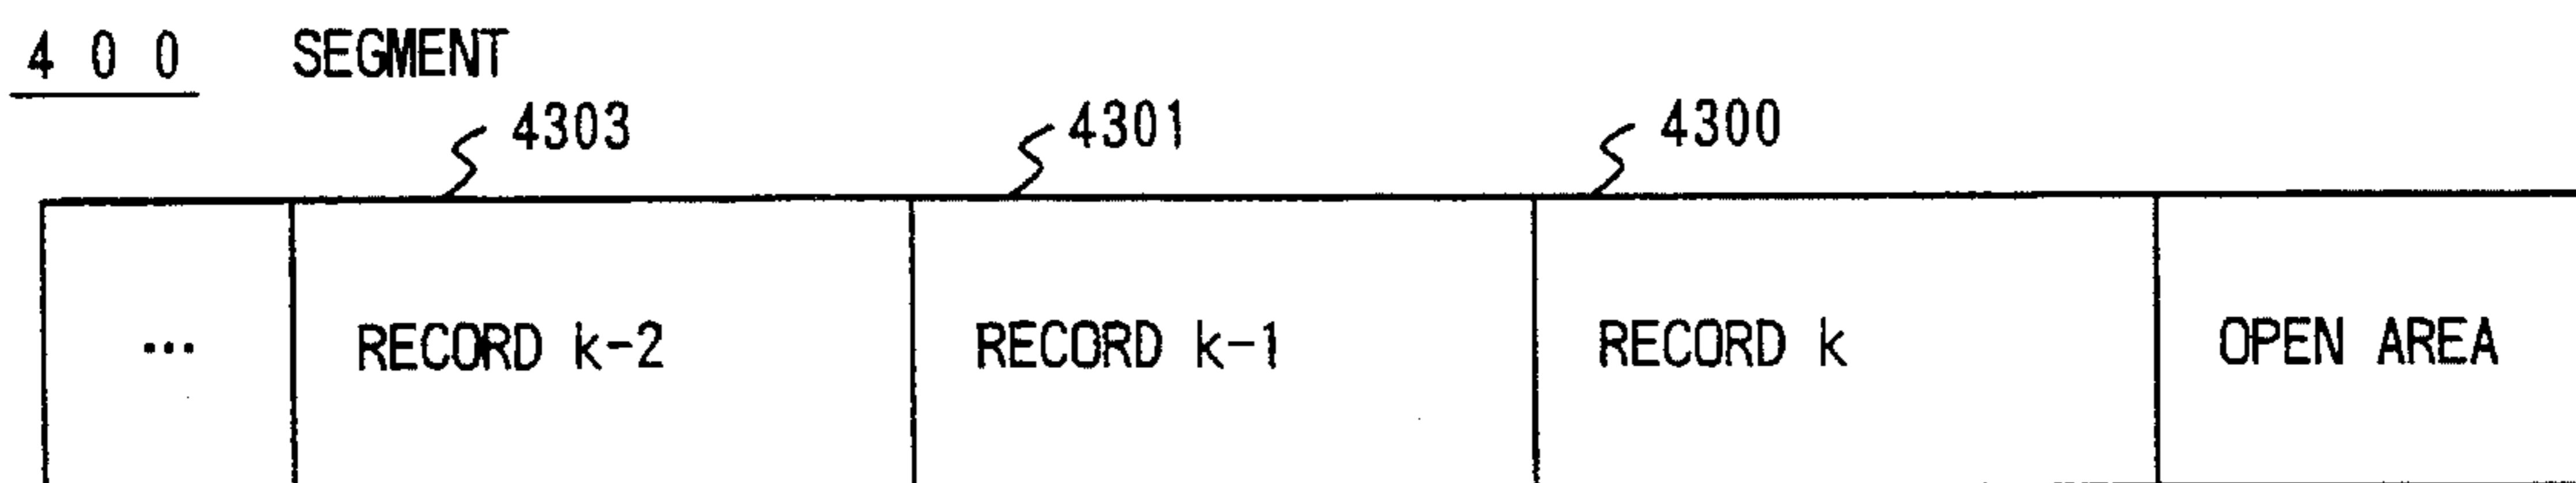 400 SEGMENT
4303 4301 4300
... RECORD k-2 RECORD k-1 RECORD k OPEN AREA